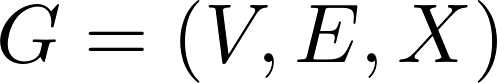 G = (V, E, X)